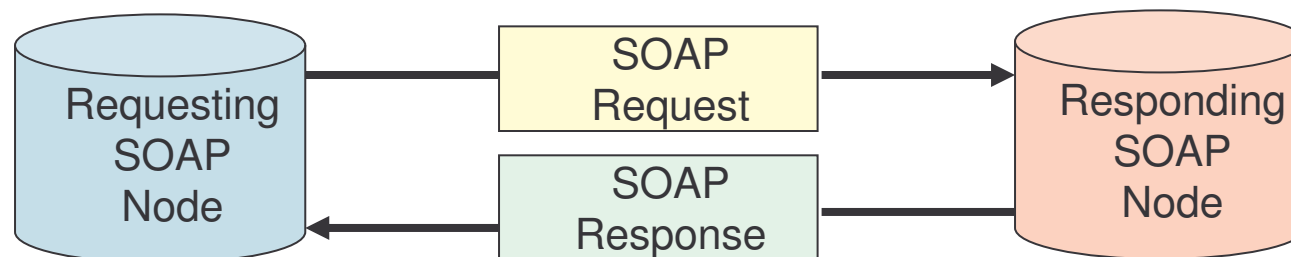 Requesting
SOAP
Node
SOAP
Request
SOAP
Response
Responding
SOAP
Node